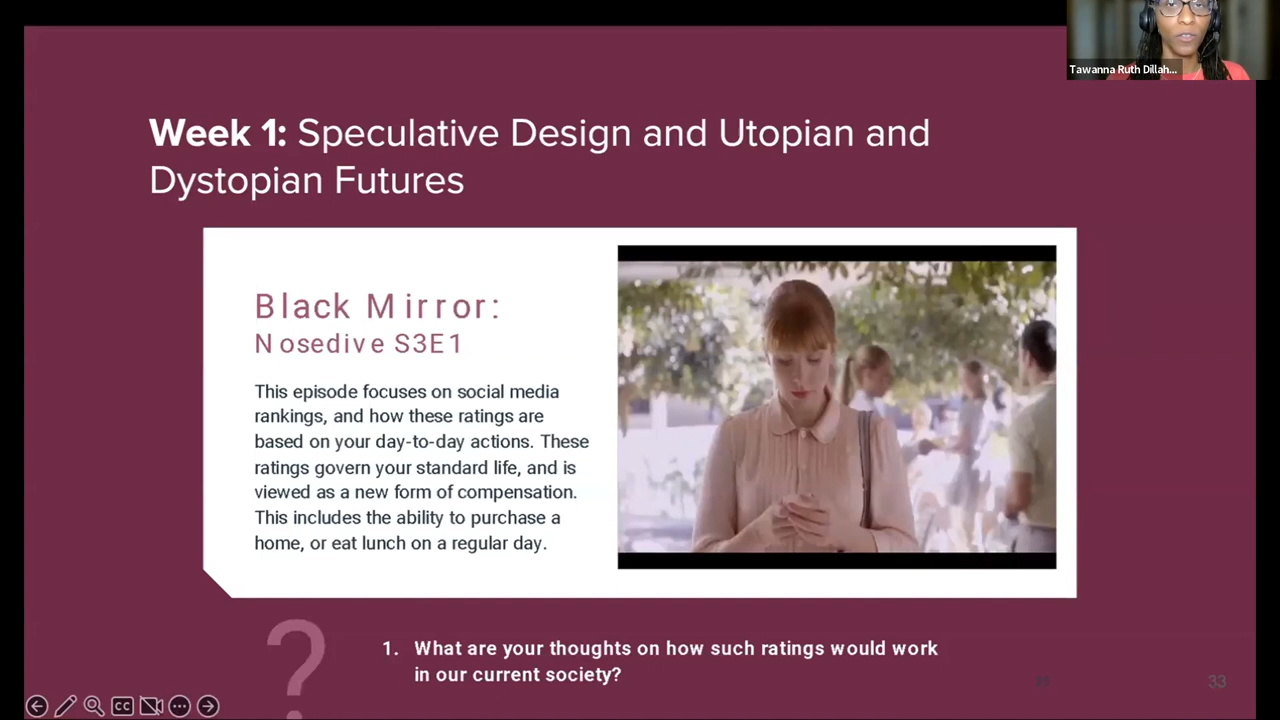 Tawanna Ruth Dillah...
Week 1: Speculative Design and Utopian and
Dystopian Futures
Black Mirror:
Nosedive S3E1
This episode focuses on social media
rankings, and how these ratings are
based on your day-to-day actions. These
ratings govern your standard life, and is
viewed as a new form of compensation.
This includes the ability to purchase a
home, or eat lunch on a regular day.
?
1. What are your thoughts on how such ratings would work
in our current society?
33
CC